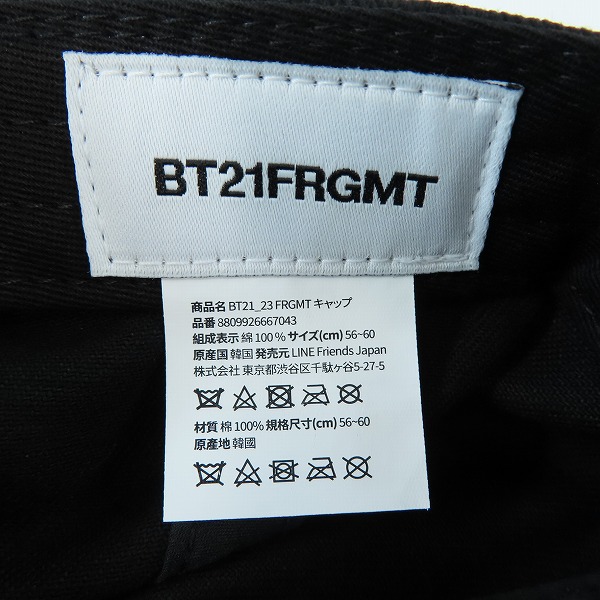 BT21FRGMT
商品名 BT21_23 FRGMT キャップ
品番 8809926667043
組成表示 綿 100 % サイズ(cm) 56~60
原産国 韓国 発売元 LINE Friends Japan
株式会社 東京都渋谷区千駄ヶ谷5-27-5
材質 棉 100% 規格尺寸(cm) 56~60
原產地 韓國